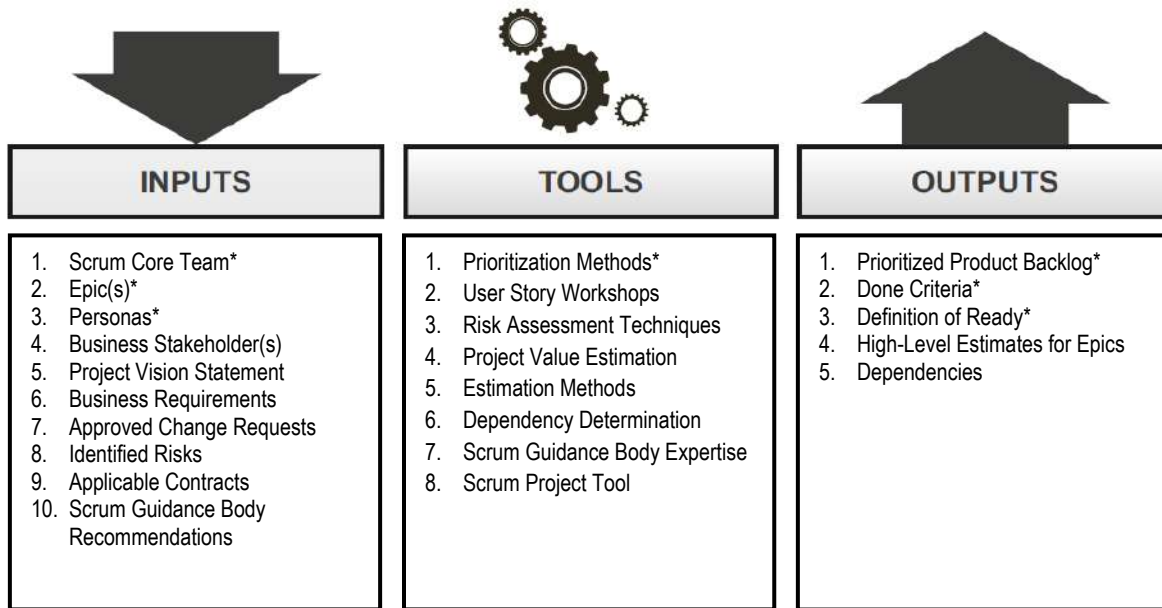 INPUTS
1. Scrum Core Team*
2. Epic(s)*
3. Personas*
4. Business Stakeholder(s)
5. Project Vision Statement
6. Business Requirements
7. Approved Change Requests
8. Identified Risks
9. Applicable Contracts
10. Scrum Guidance Body
Recommendations
TOOLS
1. Prioritization Methods*
2. User Story Workshops
3. Risk Assessment Techniques
4. Project Value Estimation
5. Estimation Methods
6. Dependency Determination
7. Scrum Guidance Body Expertise
8. Scrum Project Tool
OUTPUTS
1. Prioritized Product Backlog*
2. Done Criteria*
3. Definition of Ready*
4. High-Level Estimates for Epics
5. Dependencies